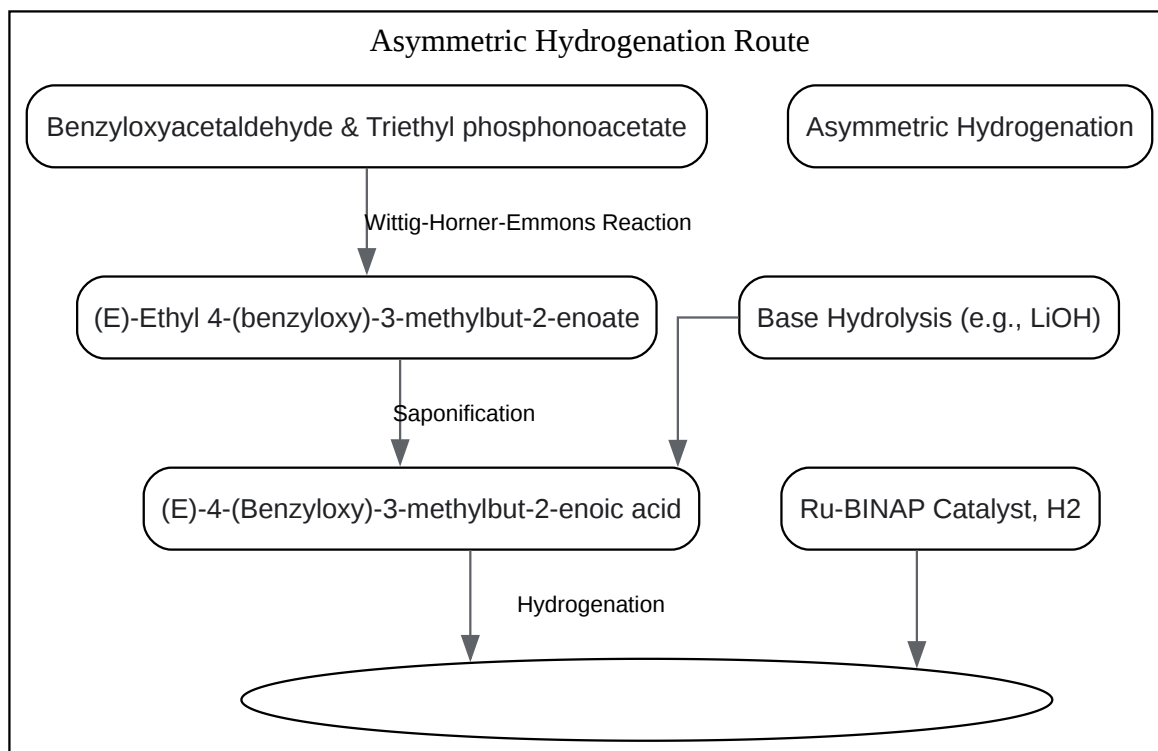 Asymmetric Hydrogenation Route
Benzyloxyacetaldehyde & Triethyl phosphonoacetate
Asymmetric Hydrogenation
Wittig-Horner-Emmons Reaction
(E)-Ethyl 4-(benzyloxy)-3-methylbut-2-enoate
Base Hydrolysis (e.g., LiOH)
Saponification
(E)-4-(Benzyloxy)-3-methylbut-2-enoic acid
Ru-BINAP Catalyst, H2
Hydrogenation